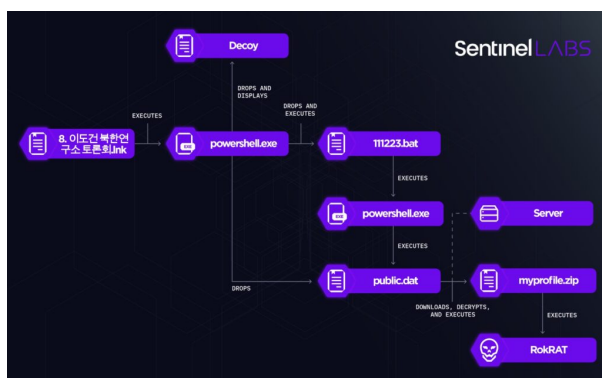 Decoy
Sentinel LABS
DROPS AND
DISPLAYS
DROPS AND
EXECUTES
EXECUTES
8. 이도건 북한연
구소 토론회.lnk
powershell.exe
111223.bat
EXECUTES
powershell.exe
Server
EXECUTES
public.dat
myprofile.zip
DROPS
DOWNLOADS, DECRYPTS,
AND EXECUTES
EXECUTES
RokRAT